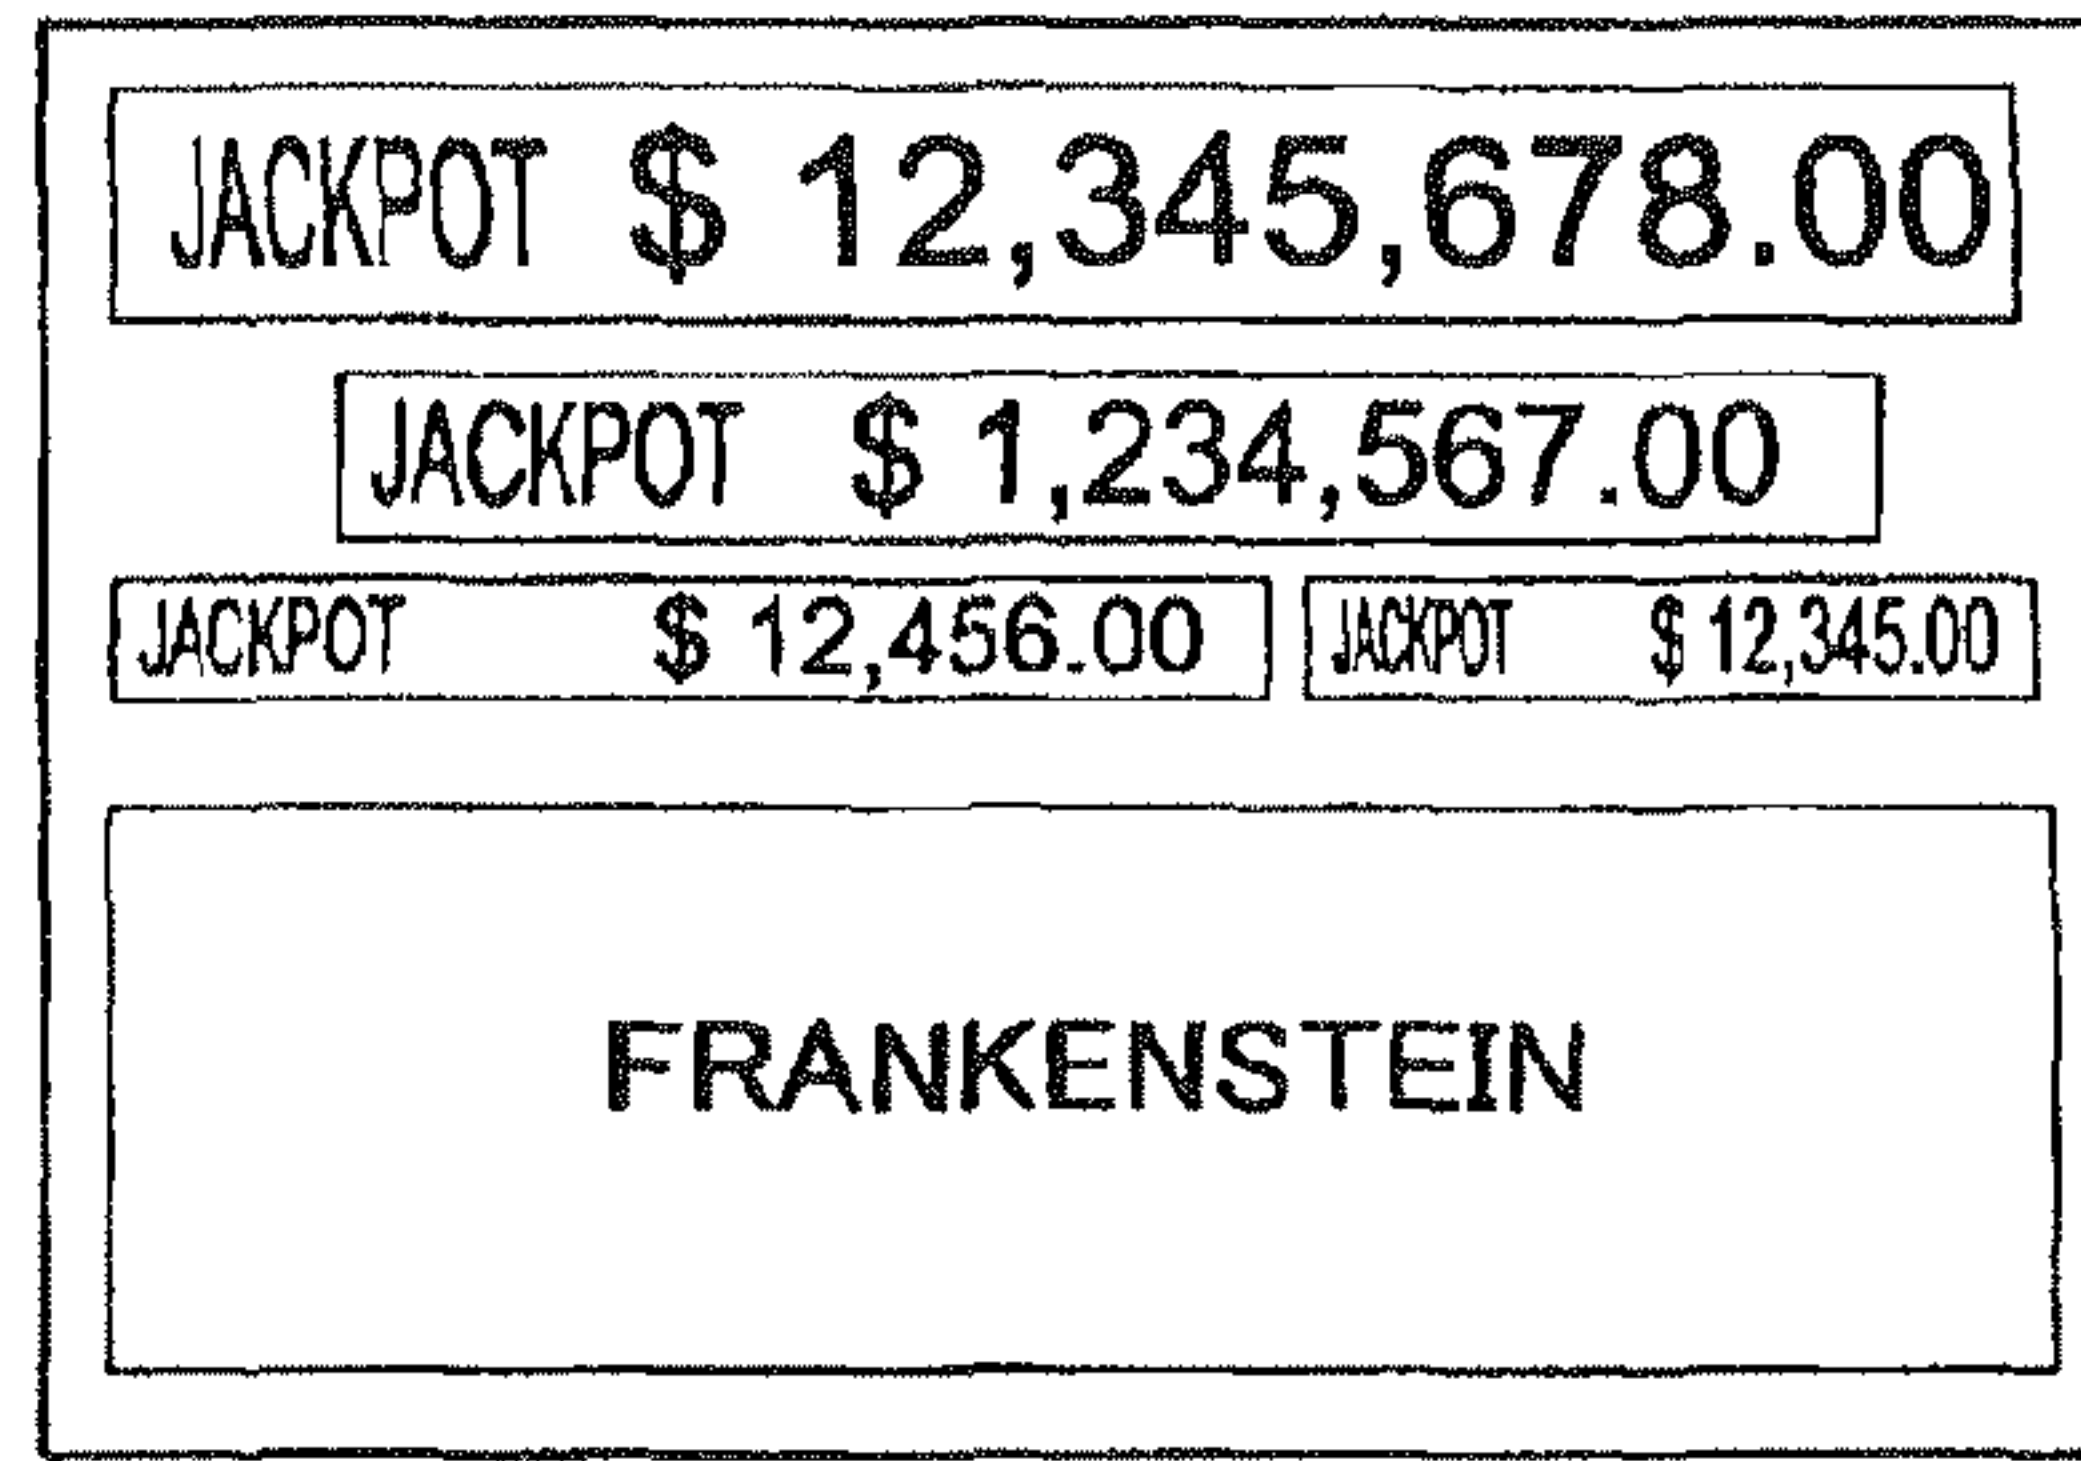 JACKPOT $ 12,345,678.00
JACKPOT $ 1,234,567.00
JACKPOT $ 12,456.00 JACKPOT $ 12,345.00
FRANKENSTEIN